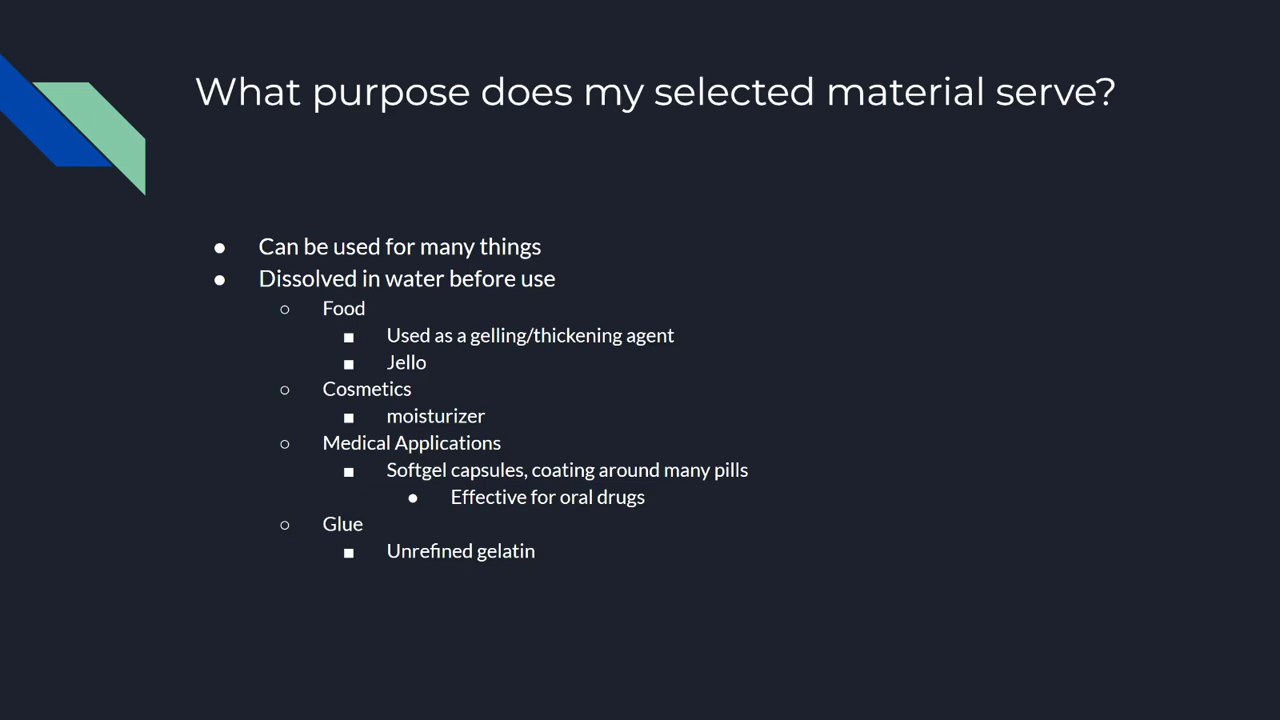 What purpose does my selected material serve?
● Can be used for many things
● Dissolved in water before use
○ Food
■ Used as a gelling/thickening agent
■ Jello
○ Cosmetics
■ moisturizer
○ Medical Applications
■ Softgel capsules, coating around many pills
● Effective for oral drugs
○ Glue
■ Unrefined gelatin